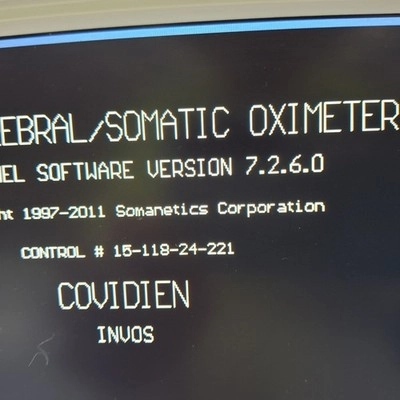 EBRAL/SOMATIC OXIMETER
NEL SOFTWARE VERSION 7.2.6.0
ht 1997-2011 Somanetics Corporation
CONTROL # 15-118-24-221
COVIDIEN
INVOS